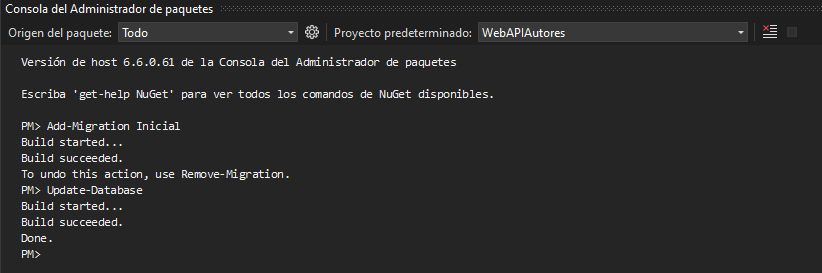 Consola del Administrador de paquetes
Origen del paquete: Todo Proyecto predeterminado: WebAPIAutores
Versión de host 6.6.0.61 de la Consola del Administrador de paquetes
Escriba 'get-help NuGet' para ver todos los comandos de NuGet disponibles.
PM> Add-Migration Inicial
Build started...
Build succeeded.
To undo this action, use Remove-Migration.
PM> Update-Database
Build started...
Build succeeded.
Done.
PM>